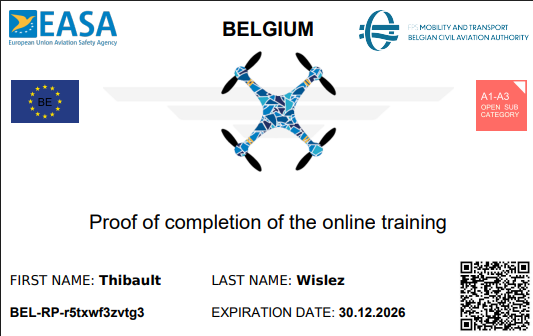 EASA
European Union Aviation Safety Agency
BELGIUM
FPS MOBILITY AND TRANSPORT
BELGIAN CIVIL AVIATION AUTHORITY
BE
A1-A3
OPEN SUB
CATEGORY
Proof of completion of the online training
FIRST NAME: Thibault
LAST NAME: Wislez
BEL-RP-r5txwf3zvtg3
EXPIRATION DATE: 30.12.2026